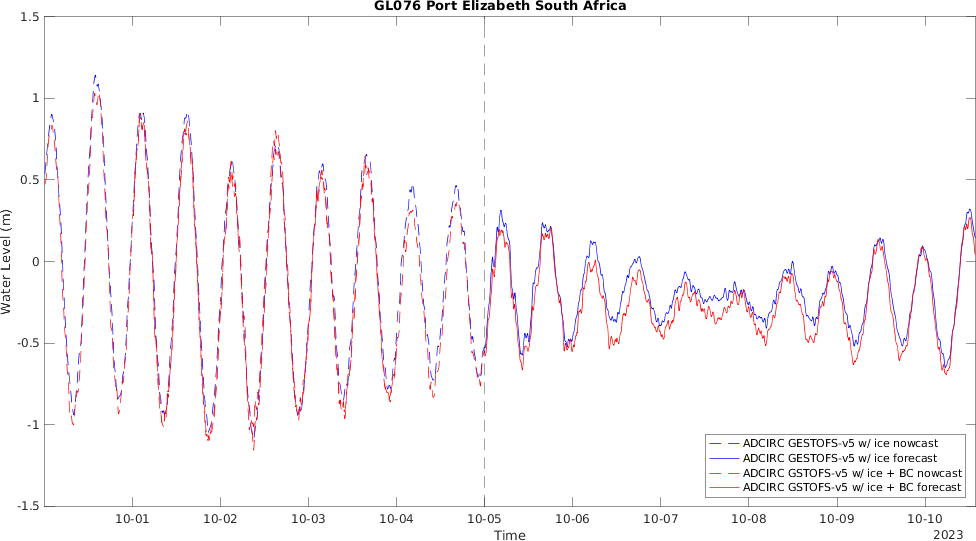 GL076 Port Elizabeth South Africa
1.5
1
0.5
0
-0.5
-1
-1.5
Water Level (m)
10-01
10-02
10-03
10-04
10-05
10-06
10-07
10-08
10-09
10-10
Time
2023
ADCIRC GESTOFS-v5 w/ ice nowcast
ADCIRC GESTOFS-v5 w/ ice forecast
ADCIRC GSTOFS-v5 w/ ice + BC nowcast
ADCIRC GSTOFS-v5 w/ ice + BC forecast